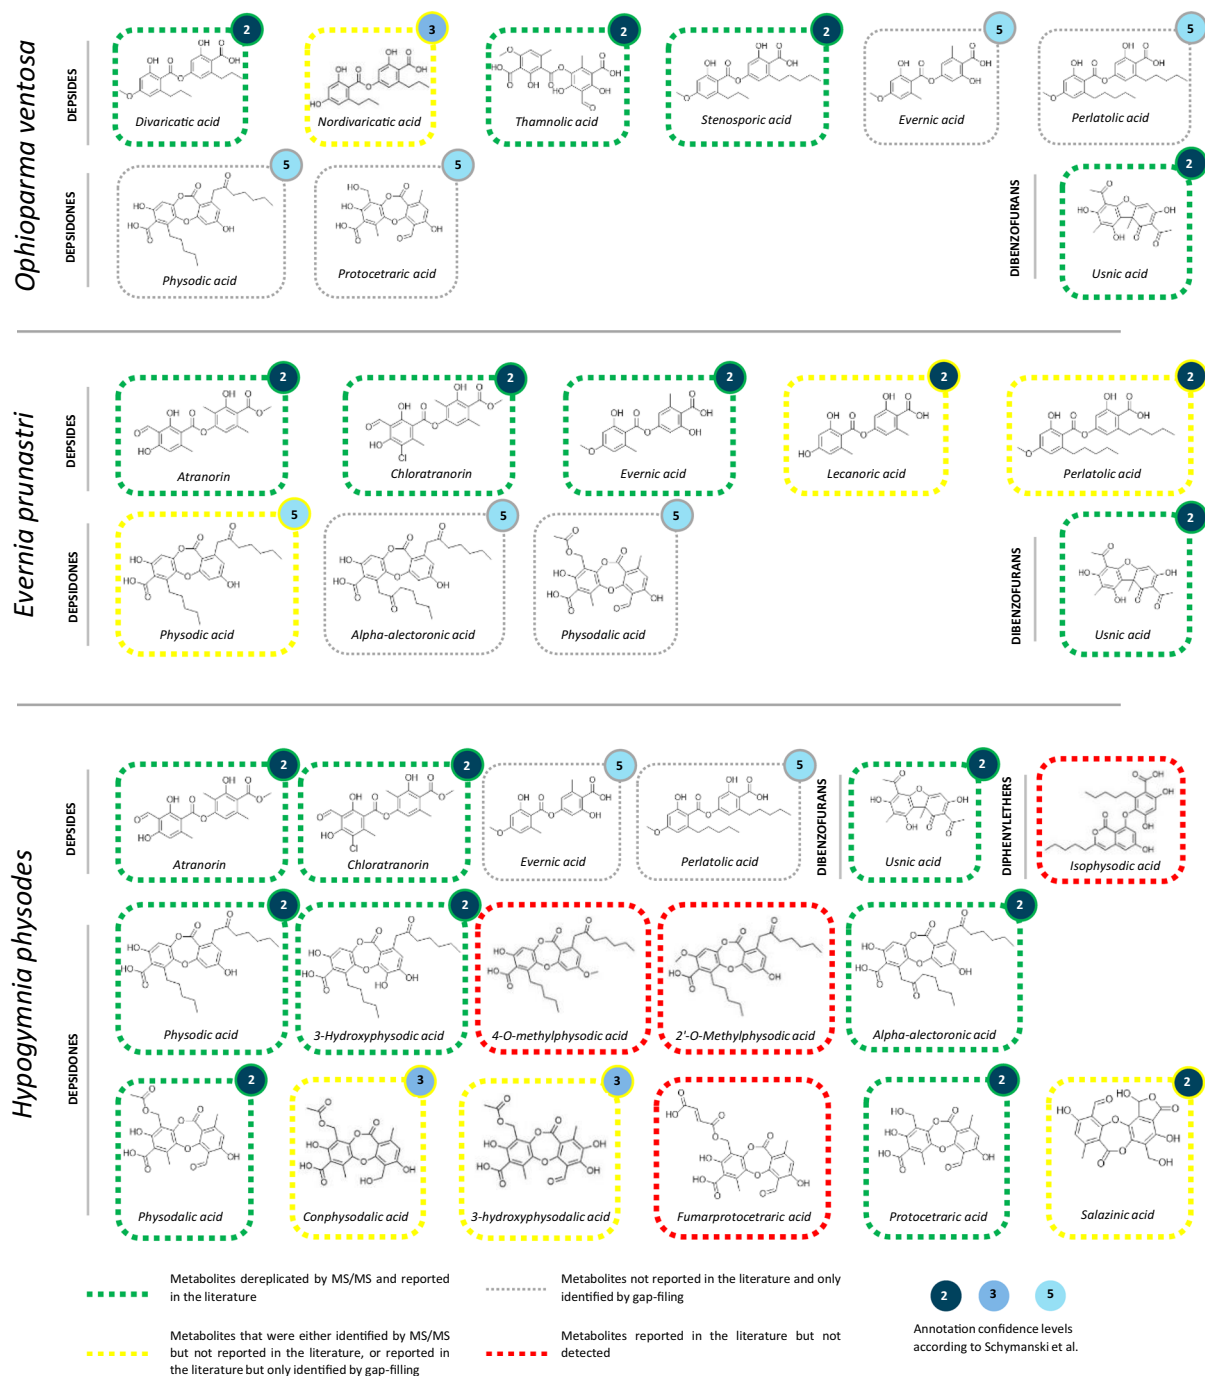 Ophioparma ventosa
DEPSIDES
2
Divaricatic acid
3
Nordivaricatic acid
2
Thamnolic acid
2
Stenosporic acid
5
Evernic acid
5
Perlatolic acid
DEPSIDONES
5
Physodic acid
5
Protocetraric acid
DIBENZOFURANS
2
Usnic acid
Evernia prunastri
DEPSIDES
2
Atranorin
2
Chloratranorin
2
Evernic acid
2
Lecanoric acid
2
Perlatolic acid
DEPSIDONES
5
Physodic acid
5
Alpha-alectoronic acid
5
Physodalic acid
DIBENZOFURANS
2
Usnic acid
Hypogymnia physodes
DEPSIDES
2
Atranorin
2
Chloratranorin
5
Evernic acid
5
Perlatolic acid
DIBENZOFURANS
2
Usnic acid
DIPHENYLETHERS
Isophysodic acid
DEPSIDONES
2
Physodic acid
2
3-Hydroxyphysodic acid
4-O-methylphysodic acid
2'-O-Methylphysodic acid
2
Alpha-alectoronic acid
2
Physodalic acid
3
Conphysodalic acid
3
3-hydroxyphysodalic acid
Fumarprotocetraric acid
2
Protocetraric acid
2
Salazinic acid
Metabolites dereplicated by MS/MS and reported
in the literature
Metabolites not reported in the literature and only
identified by gap-filing
Metabolites that were either identified by MS/MS
but not reported in the literature, or reported
in the literature but only identified by gap-filling
Metabolites reported in the literature but not
detected
2 3 5
Annotation confidence levels
according to Schymanski et al.